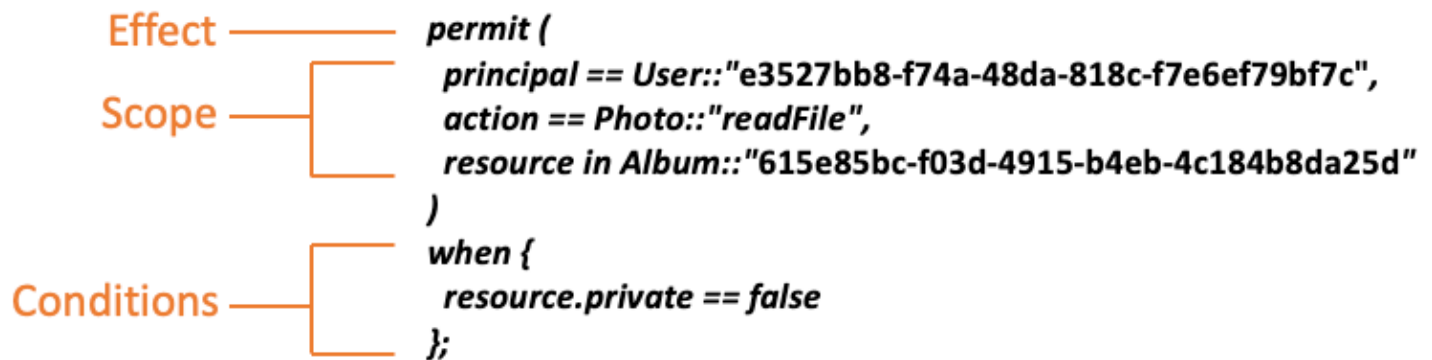 Effect
permit (
principal == User::"e3527bb8-f74a-48da-818c-f7e6ef79bf7c",
Scope
action == Photo::"readFile",
resource in Album::"615e85bc-f03d-4915-b4eb-4c184b8da25d"
)
when {
Conditions
resource.private == false
};